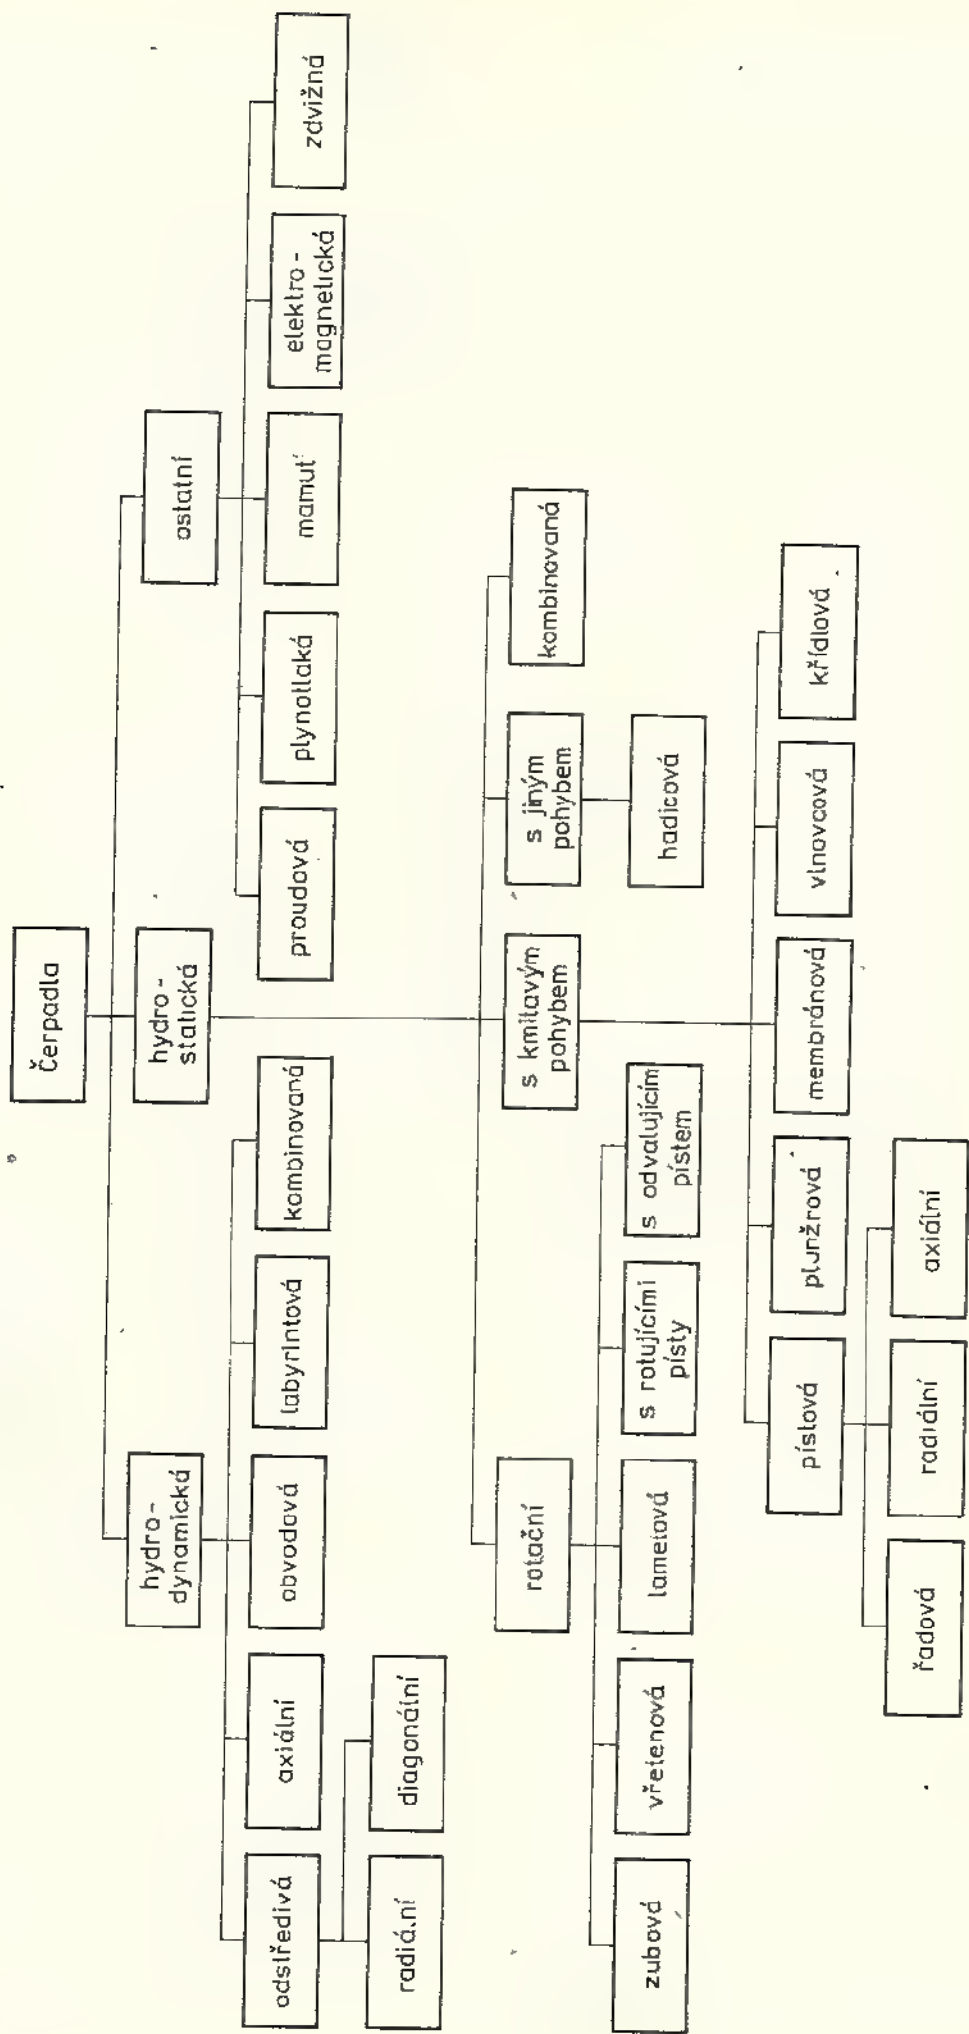 Čerpadla
hydro-
dynamická
hydro-
statická
ostatní
odstředivá
axiální
obvodová
labyrintová
kombinovaná
proudová
plynotlaká
mamuť
elektro-
magnetická
zdvižná
radiální
diagonální
rotační
s kmitavým
pohybem
s jiným
pohybem
kombinovaná
zubová
vřetenová
lamelová
s rotujícími
písty
s odvalujícím
pístem
hadicová
pístová
plunžrová
membránová
vlnovcová
křídlová
řadová
radiální
axiální